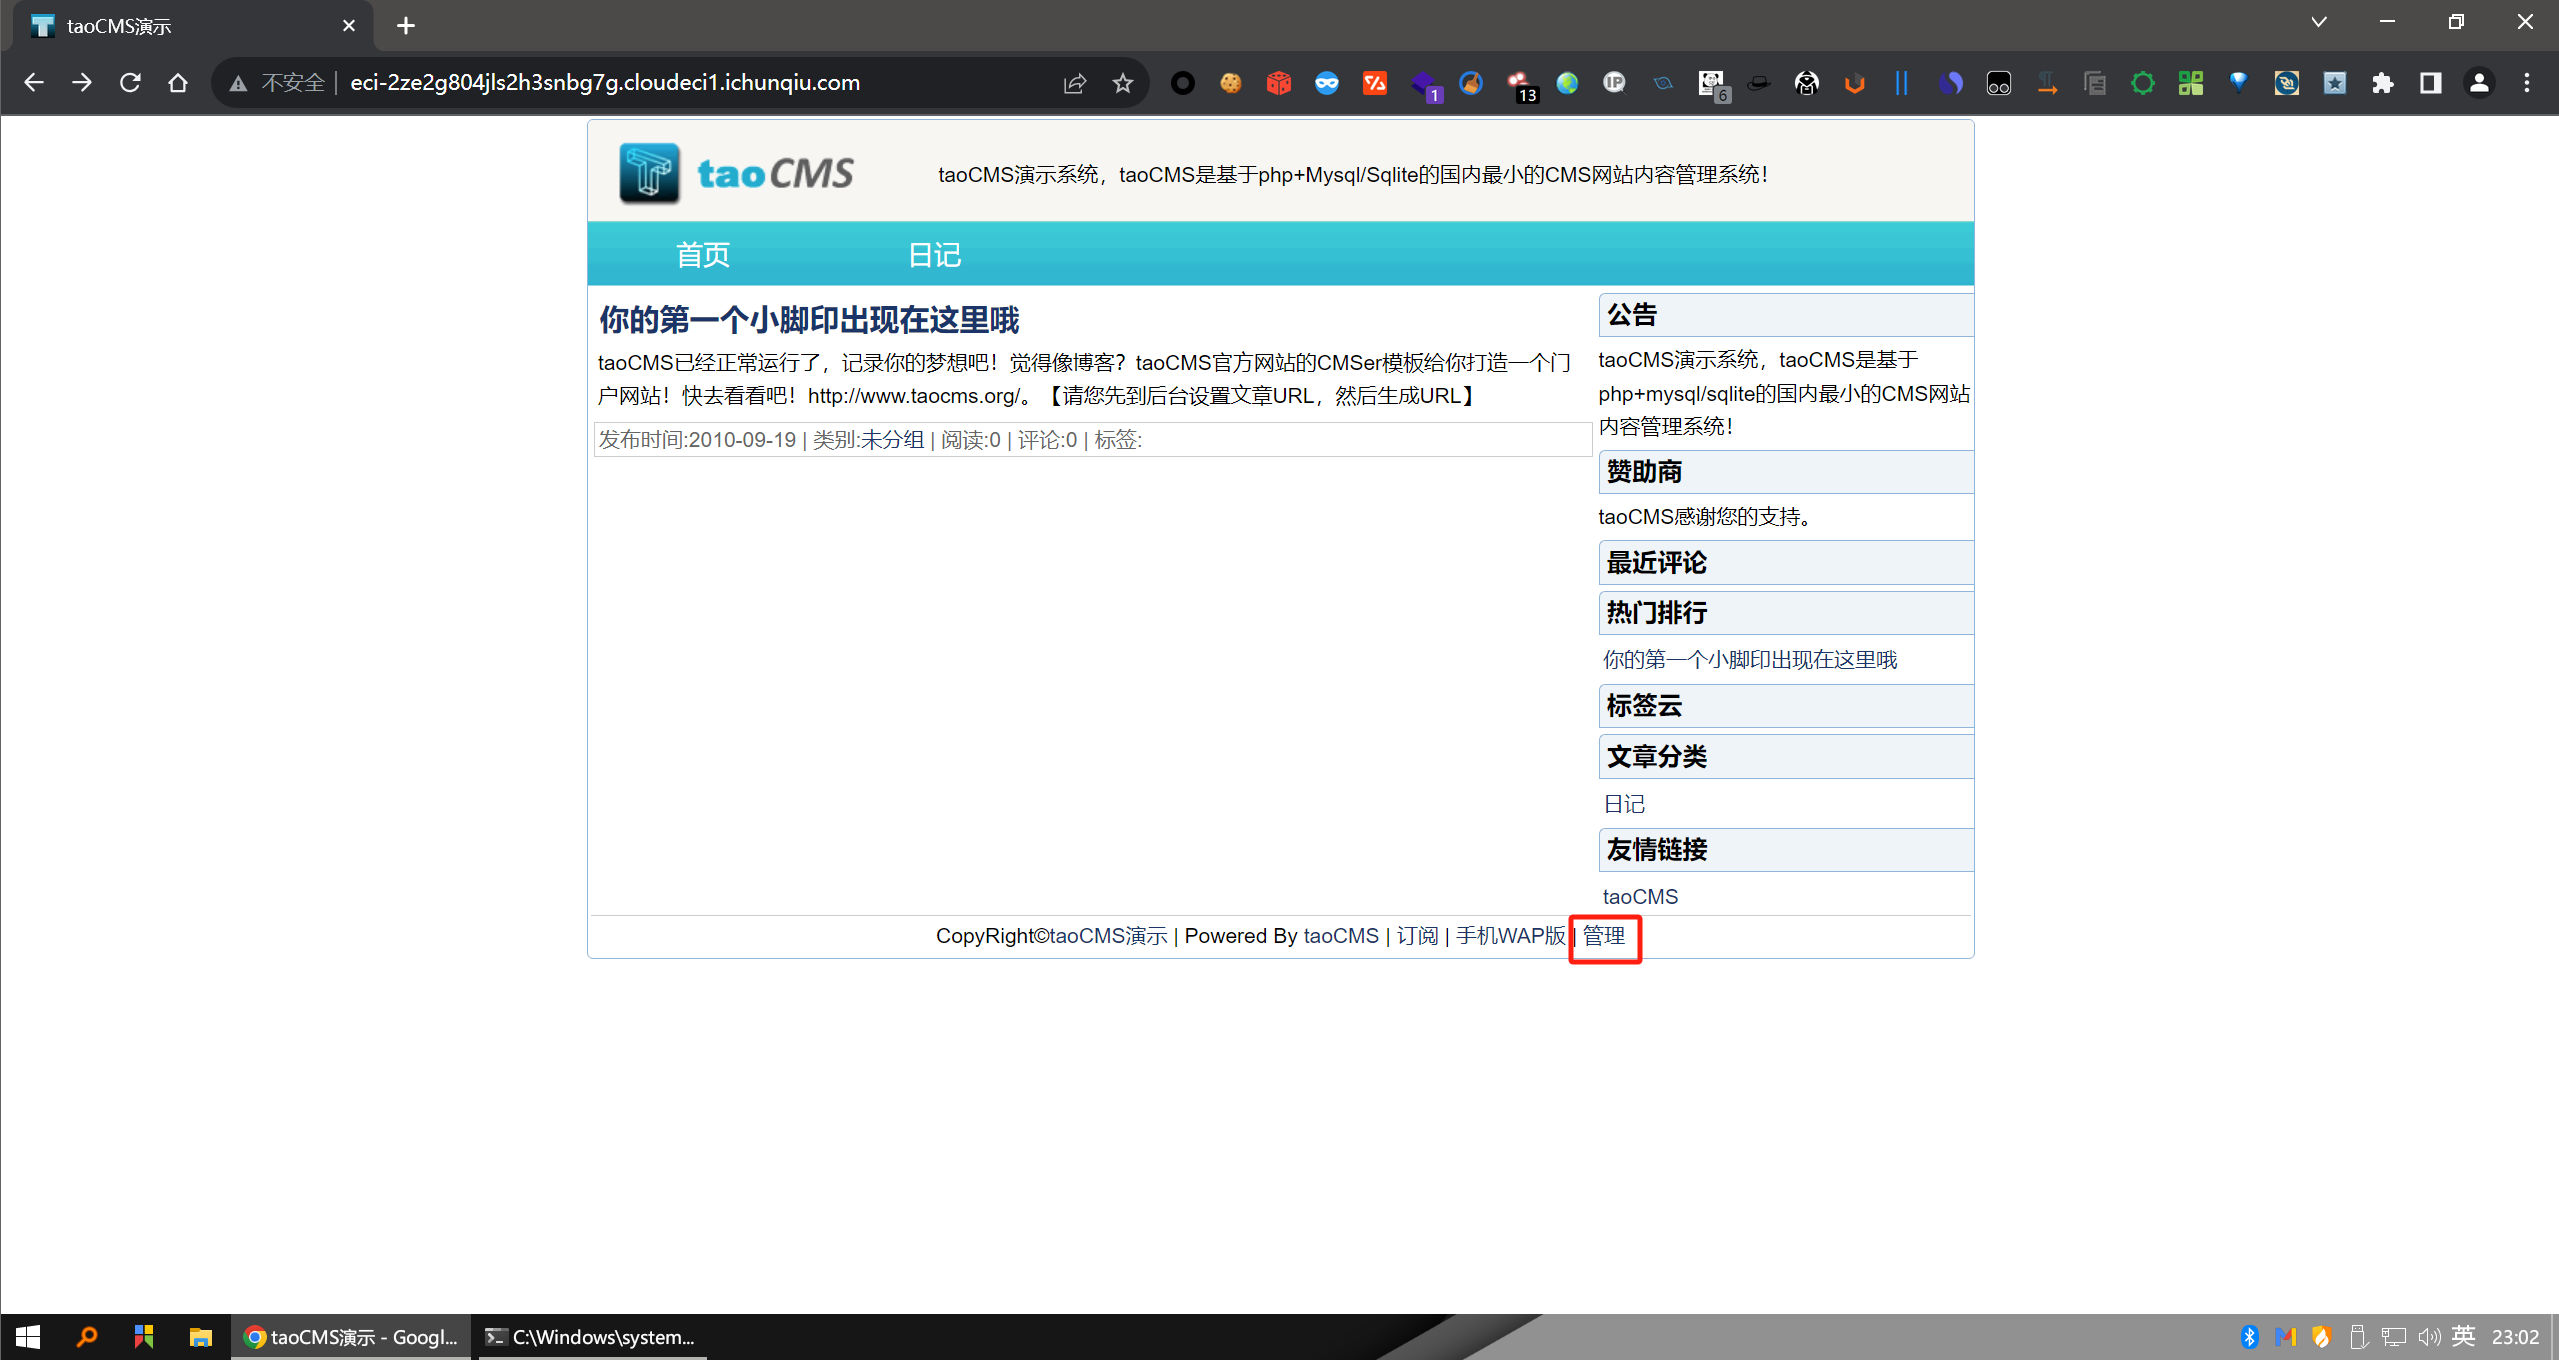 taoCMS演示
不安全 eci-2ze2g804jls2h3snbg7g.cloudeci1.ichunqiu.com
1
13
IP
6
taoCMS
taoCMS演示系统，taoCMS是基于php+Mysql/Sqlite的国内最小的CMS网站内容管理系统！
首页 日记
你的第一个小脚印出现在这里哦
taoCMS已经正常运行了，记录你的梦想吧！觉得像博客？taoCMS官方网站的CMSer模板给你打造一个门
户网站！快去看看吧！http://www.taocms.org/。【请您先到后台设置文章URL，然后生成URL】
发布时间:2010-09-19 | 类别:未分组 | 阅读:0 | 评论:0 | 标签:
公告
taoCMS演示系统，taoCMS是基于
php+mysql/sqlite的国内最小的CMS网站
内容管理系统！
赞助商
taoCMS感谢您的支持。
最近评论
热门排行
你的第一个小脚印出现在这里哦
标签云
文章分类
日记
友情链接
taoCMS
CopyRight©taoCMS演示 | Powered By taoCMS | 订阅 | 手机WAP版 | 管理
taoCMS演示 - Googl...
C:\Windows\system...
英
23:02